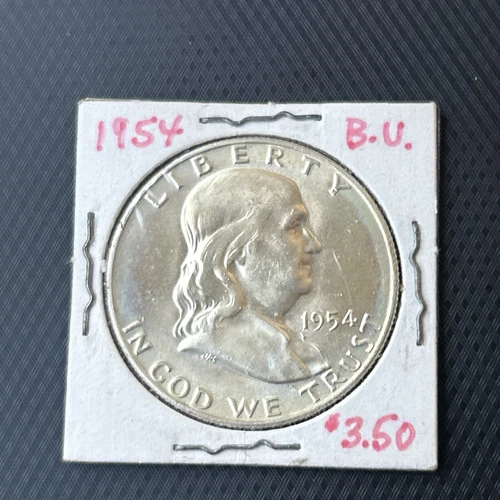 1954 B.U.
LIBERTY
1954
IN GOD WE TRUST
$3.50